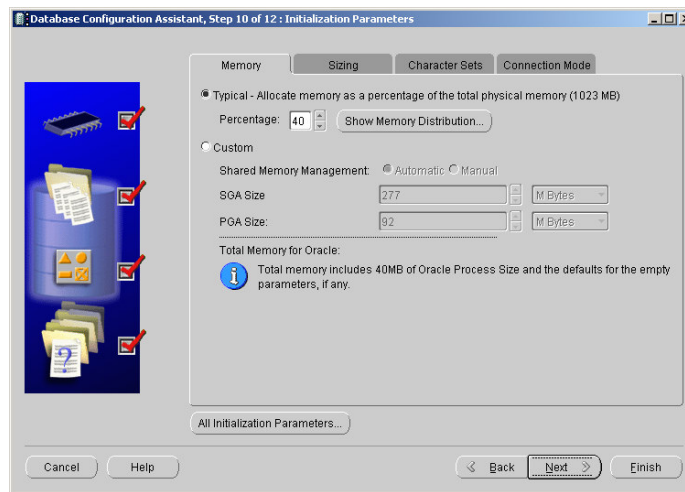 Database Configuration Assistant, Step 10 of 12 : Initialization Parameters
Memory Sizing Character Sets Connection Mode
Typical - Allocate memory as a percentage of the total physical memory (1023 MB)
Percentage: 40 Show Memory Distribution...
Custom
Shared Memory Management: Automatic Manual
SGA Size 277 M Bytes
PGA Size: 92 M Bytes
Total Memory for Oracle:
Total memory includes 40MB of Oracle Process Size and the defaults for the empty
parameters, if any.
?
All Initialization Parameters...
Cancel Help Back Next Finish